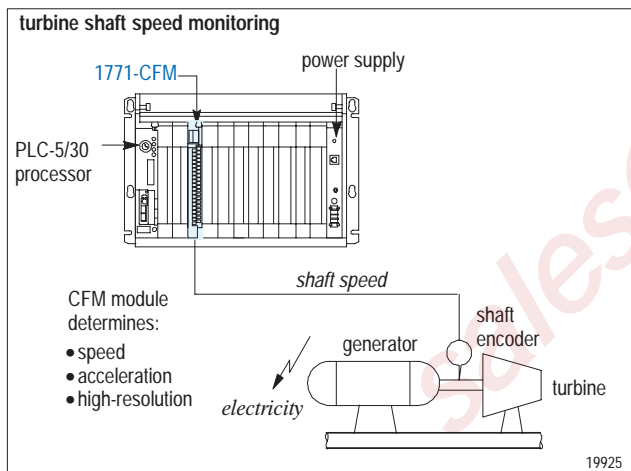 turbine shaft speed monitoring
1771-CFM
power supply
PLC-5/30
processor
shaft speed
CFM module
determines:
• speed
• acceleration
• high-resolution
shaft
encoder
generator
turbine
electricity
19925
sales